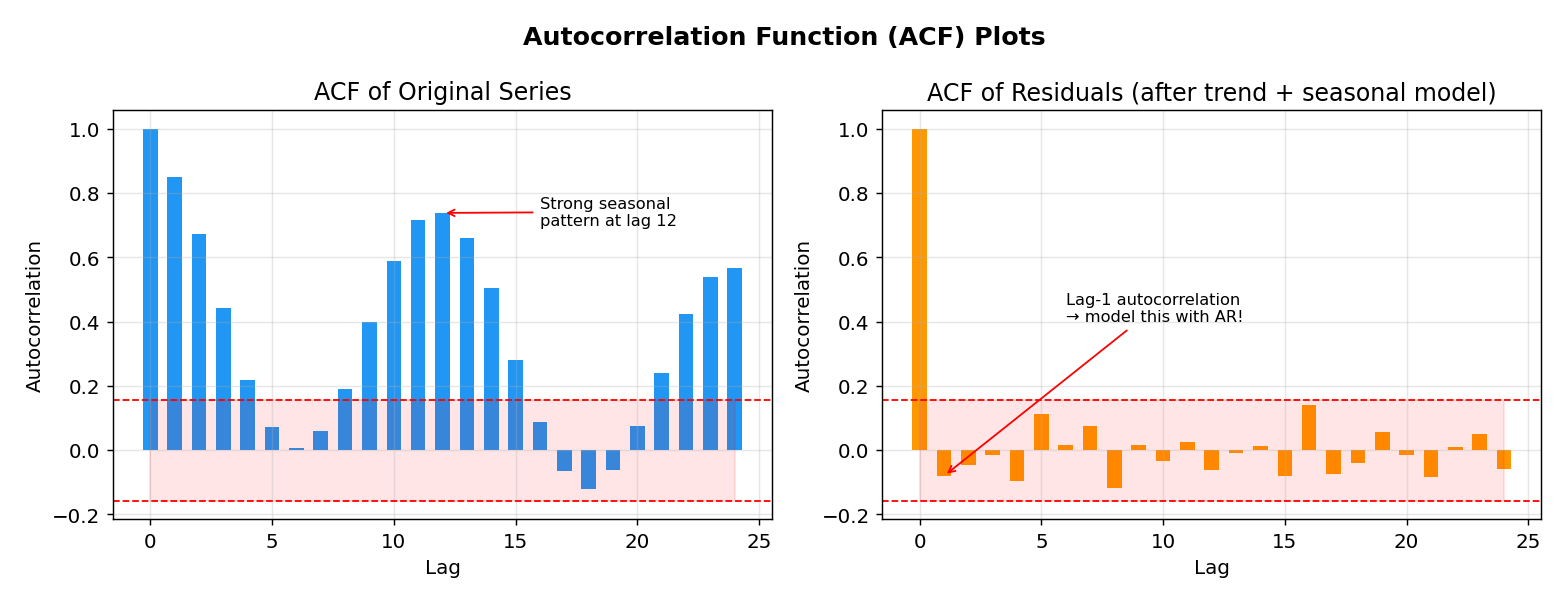 Autocorrelation Function (ACF) Plots
ACF of Original Series
1.0
0.8
0.6
0.4
0.2
0.0
−0.2
Autocorrelation
Strong seasonal
pattern at lag 12
0 5 10 15 20 25
Lag
ACF of Residuals (after trend + seasonal model)
1.0
0.8
0.6
0.4
0.2
0.0
−0.2
Autocorrelation
Lag-1 autocorrelation
→ model this with AR!
0 5 10 15 20 25
Lag